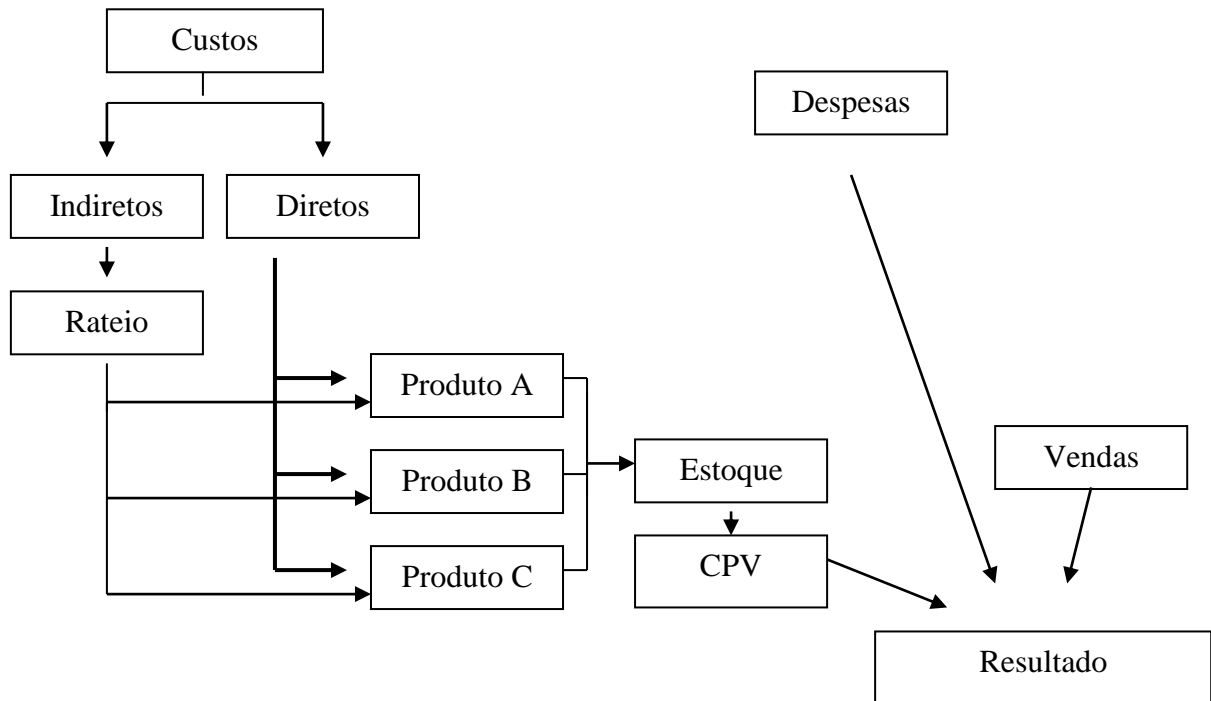 Custos
Despesas
Indiretos
Diretos
Rateio
Produto A
Produto B
Produto C
Estoque
CPV
Vendas
Resultado